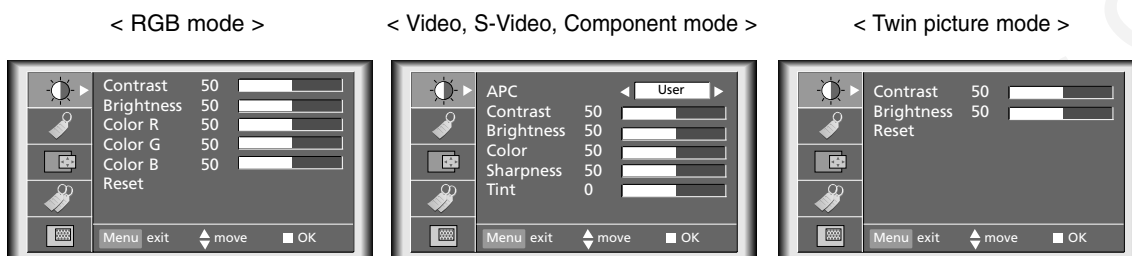 < RGB mode >
Contrast 50
Brightness 50
Color R 50
Color G 50
Color B 50
Reset
Menu exit move OK
< Video, S-Video, Component mode >
APC User
Contrast 50
Brightness 50
Color 50
Sharpness 50
Tint 0
Menu exit move OK
< Twin picture mode >
Contrast 50
Brightness 50
Reset
Menu exit move OK